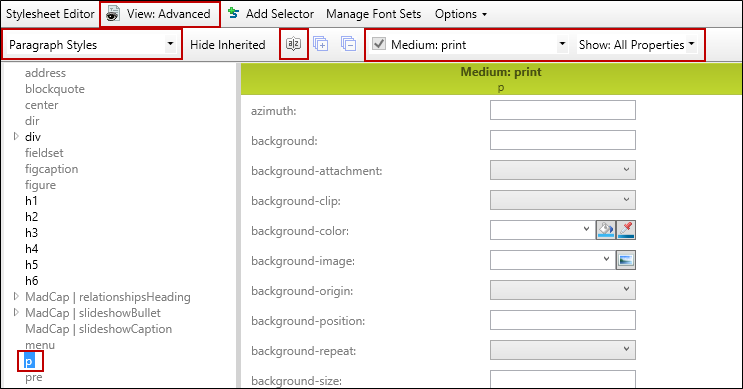 Stylesheet Editor View: Advanced Add Selector Manage Font Sets Options
Paragraph Styles Hide Inherited Medium: print Show: All Properties
address
blockquote
center
dir
div
fieldset
figcaption
figure
h1
h2
h3
h4
h5
h6
MadCap | relationshipsHeading
MadCap | slideshowBullet
MadCap | slideshowCaption
menu
p
pre
Medium: print
p
azimuth:
background:
background-attachment:
background-clip:
background-color:
background-image:
background-origin:
background-position:
background-repeat:
background-size: